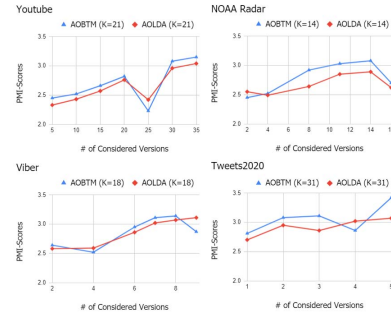 Youtube
AOBTM (K=21) AOLDA (K=21)
3.5
3.0
2.5
2.0
PMI-Scores
5 10 15 20 25 30 35
# of Considered Versions
NOAA Radar
AOBTM (K=14) AOLDA (K=14)
3.5
3.0
2.5
2.0
PMI-Scores
2 4 6 8 10 12 14
# of Considered Versions
Viber
AOBTM (K=18) AOLDA (K=18)
3.5
3.0
2.5
2.0
PMI-Scores
2 4 6 8
# of Considered Versions
Tweets2020
AOBTM (K=31) AOLDA (K=31)
3.5
3.0
2.5
2.0
PMI-Scores
1 2 3 4
# of Considered Versions